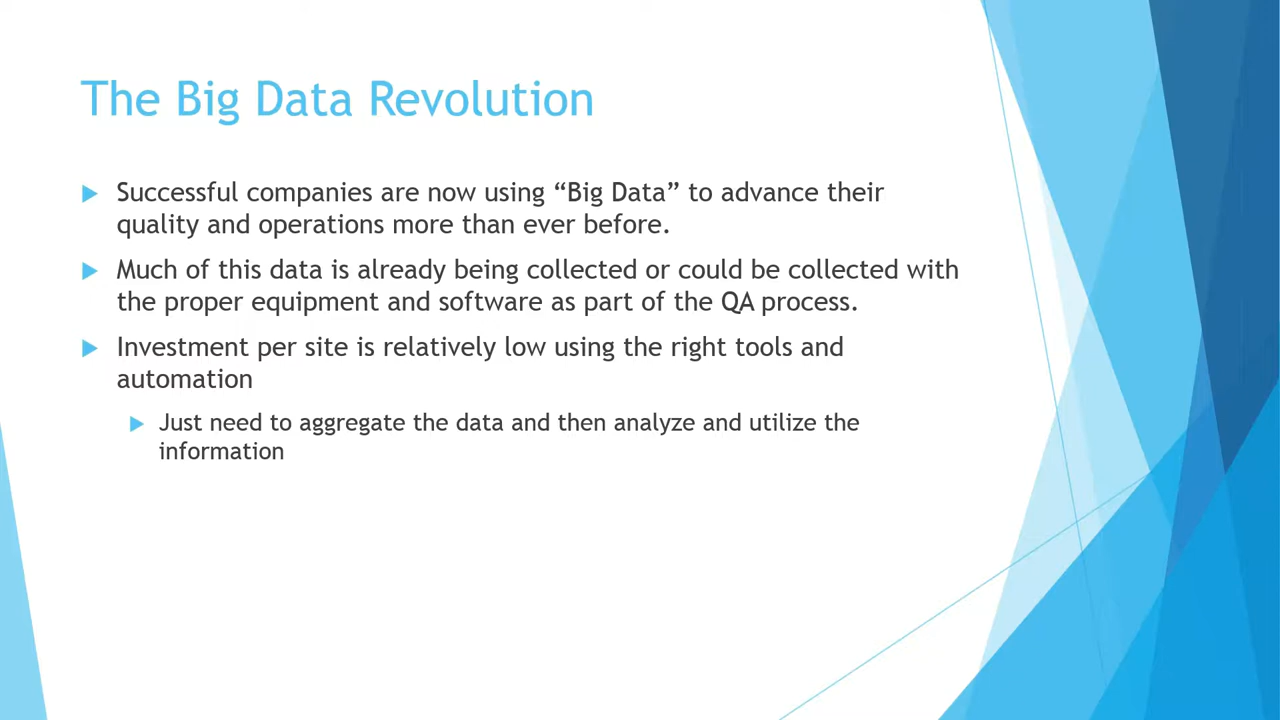 The Big Data Revolution
Successful companies are now using “Big Data” to advance their
quality and operations more than ever before.
Much of this data is already being collected or could be collected with
the proper equipment and software as part of the QA process.
Investment per site is relatively low using the right tools and
automation
Just need to aggregate the data and then analyze and utilize the
information